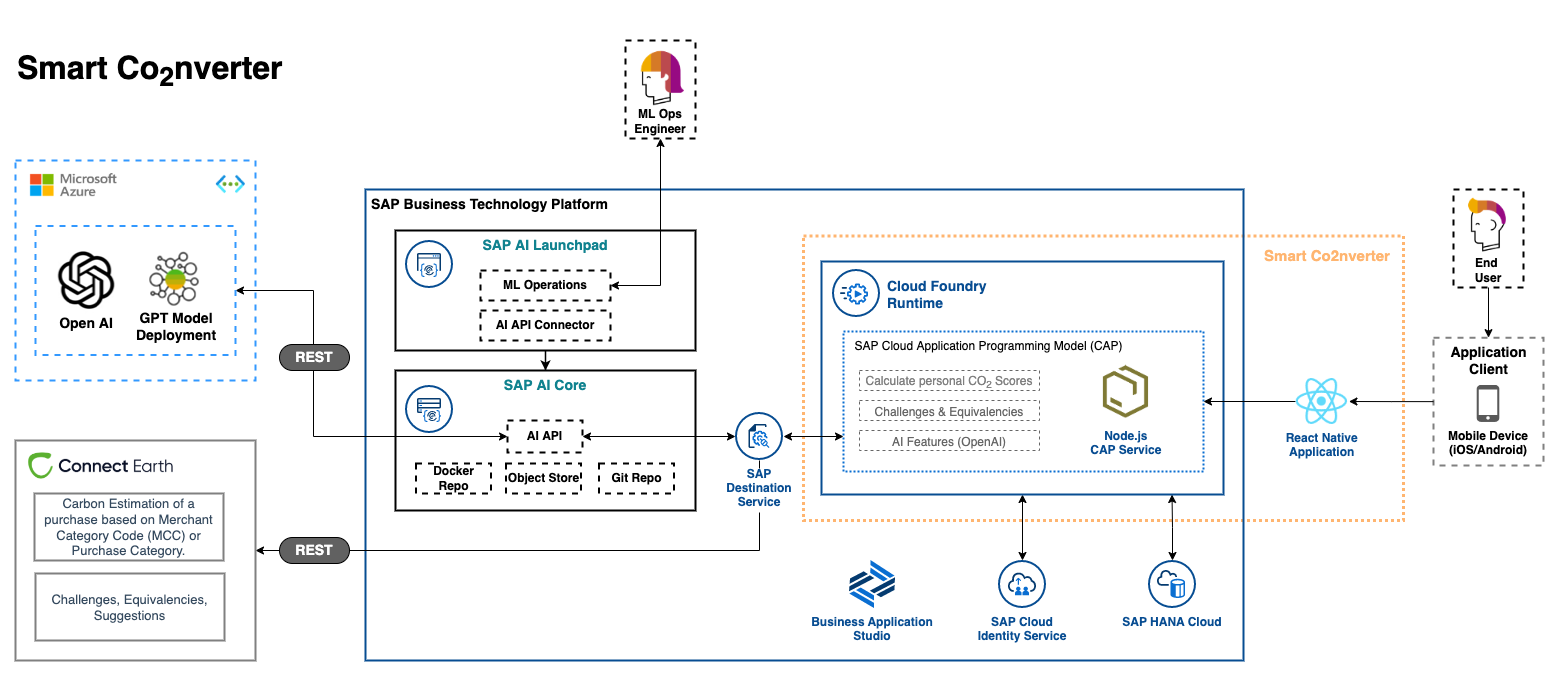 Smart Co2nverter
ML Ops
Engineer
Microsoft
Azure
Open AI
GPT Model
Deployment
REST
Connect Earth
Carbon Estimation of a
purchase based on Merchant
Category Code (MCC) or
Purchase Category.
Challenges, Equivalencies,
Suggestions
REST
SAP Business Technology Platform
SAP AI Launchpad
ML Operations
AI API Connector
SAP AI Core
AI API
Docker
Repo
Object Store
Git Repo
SAP
Destination
Service
Smart Co2nverter
Cloud Foundry
Runtime
SAP Cloud Application Programming Model (CAP)
Calculate personal CO2 Scores
Challenges & Equivalencies
AI Features (OpenAI)
Node.js
CAP Service
React Native
Application
End
User
Application
Client
Mobile Device
(iOS/Android)
Business Application
Studio
SAP Cloud
Identity Service
SAP HANA Cloud